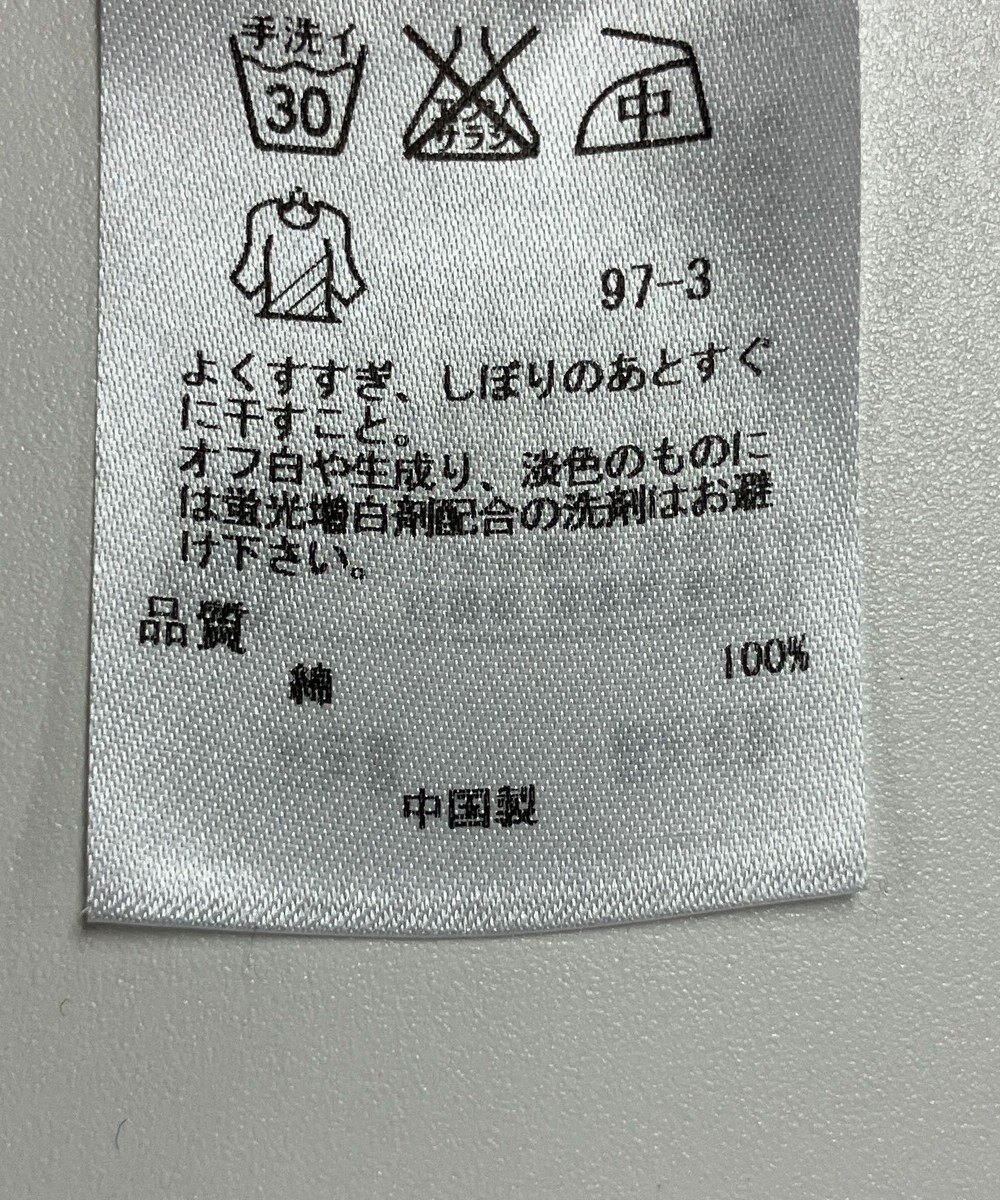 手洗イ
30
エンソ
サラシ
中
97-3
よくすすぎ、しぼりのあとすぐ
に干すこと。
オフ白や生成り、淡色のものに
は蛍光増白剤配合の洗剤はお避
け下さい。
品質
綿 100%
中国製